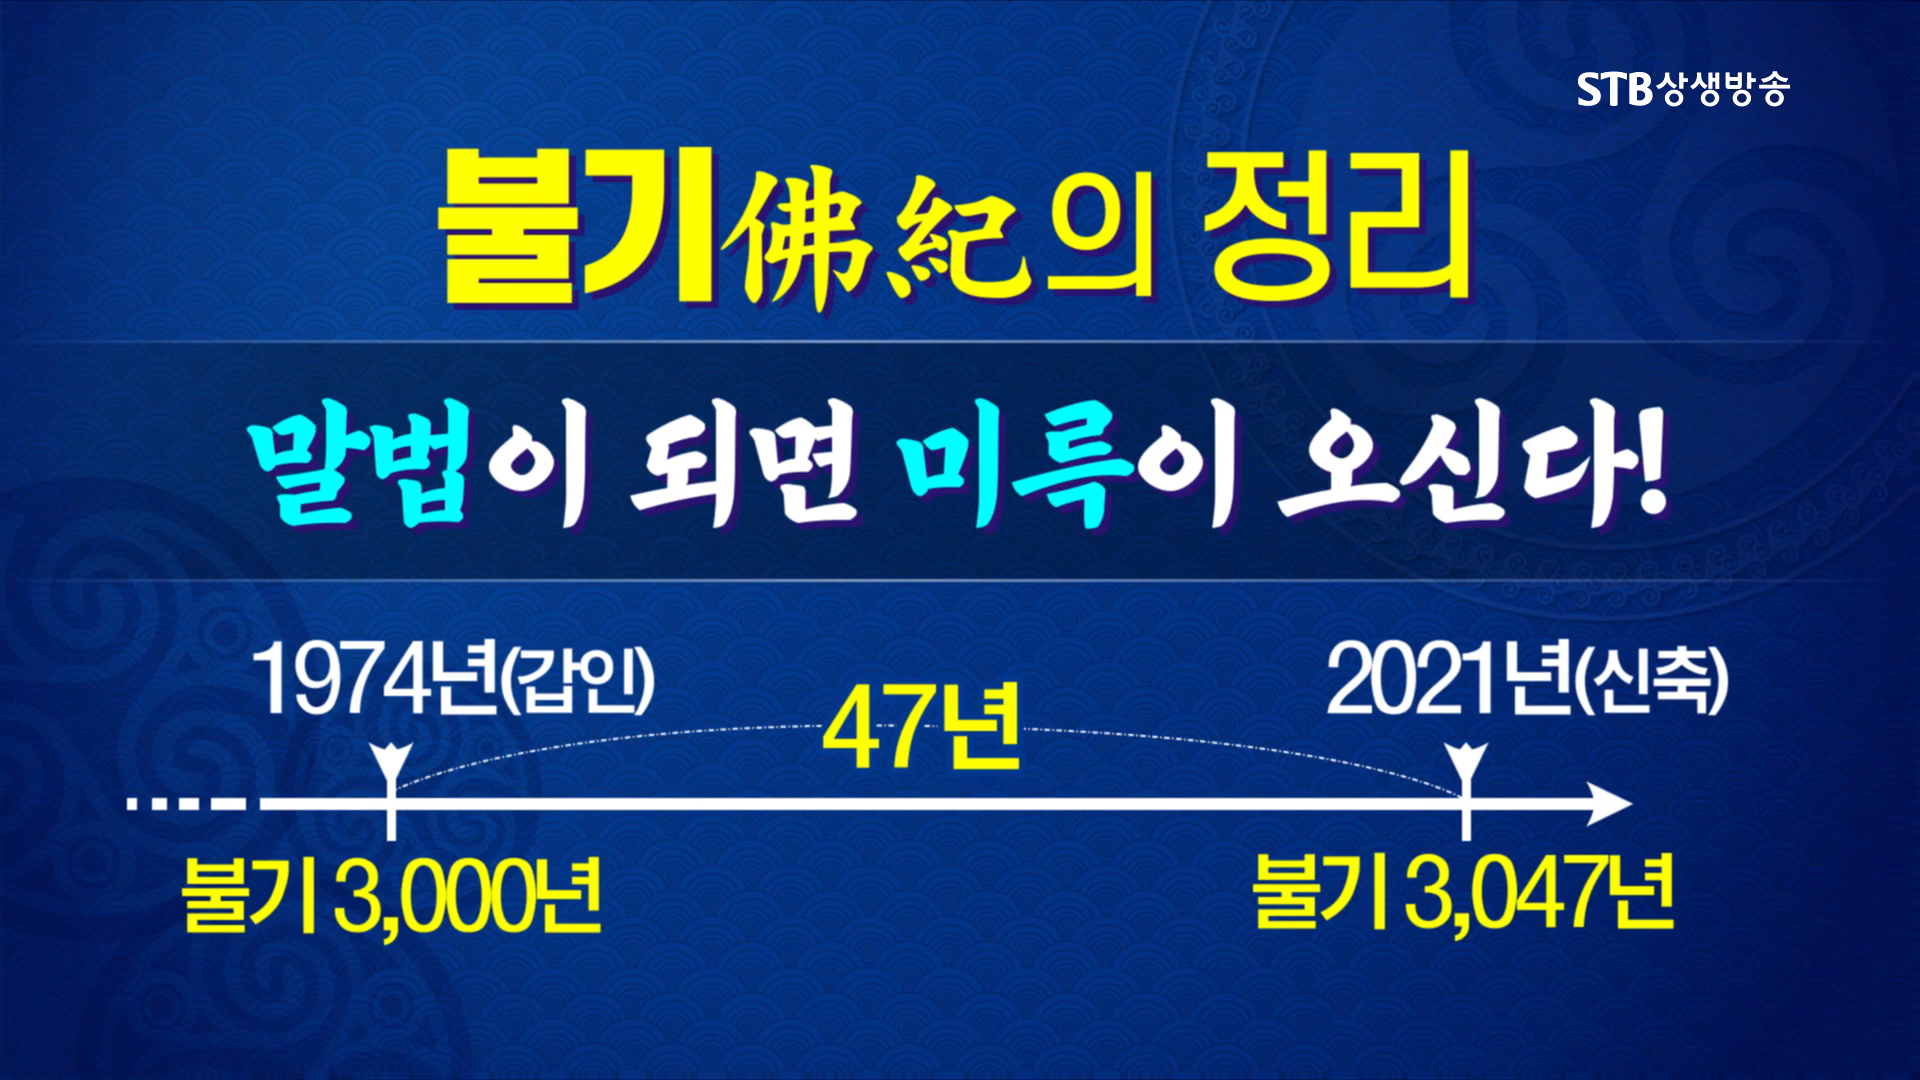 STB상생방송
불기佛紀의 정리
말법이 되면 미륵이 오신다!
1974년(갑인)
47년
2021년(신축)
불기 3,000년
불기 3,047년